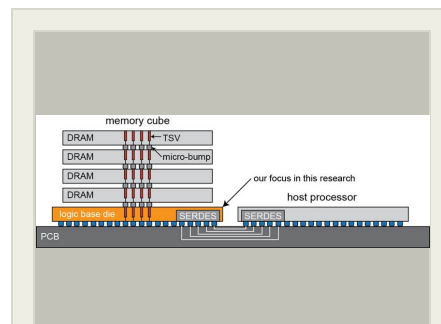 memory cube
DRAM
TSV
micro-bump
DRAM
DRAM
DRAM
our focus in this research
host processor
logic base die
SERDES
SERDES
PCB